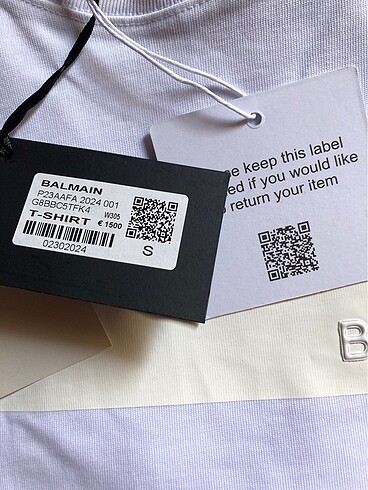 BALMAIN
P23AAFA 2024 001
G8BBC5TFK4
W305
T-SHIRT € 1500
02302024
S
keep this label
if you would like
return your item
B